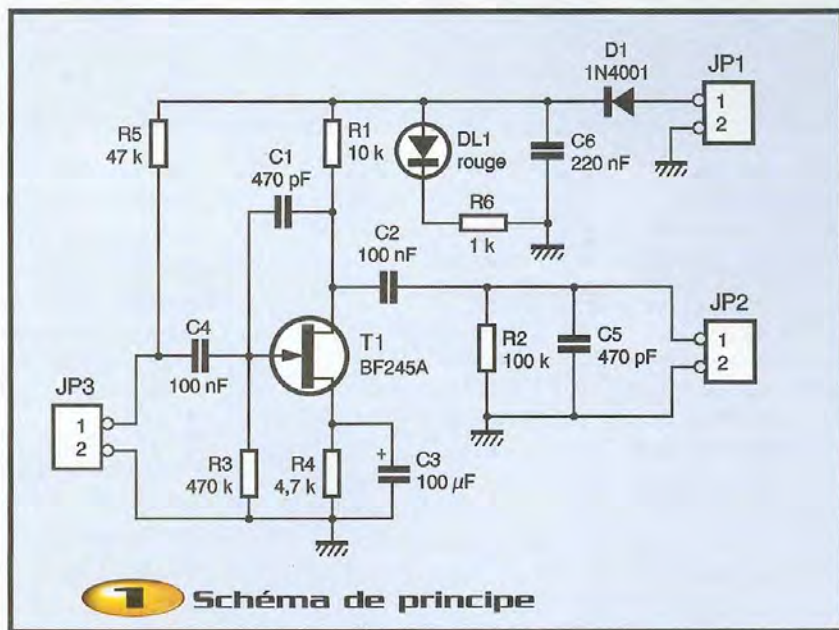 D1
1N4001
JP1
1
2
R5
47 k
R1
10 k
C1
470 pF
DL1
rouge
C6
220 nF
R6
1 k
C2
100 nF
JP2
1
2
C4
100 nF
T1
BF245A
R2
100 k
C5
470 pF
JP3
1
2
R3
470 k
R4
4,7 k
+
C3
100 µF
1 Schéma de principe